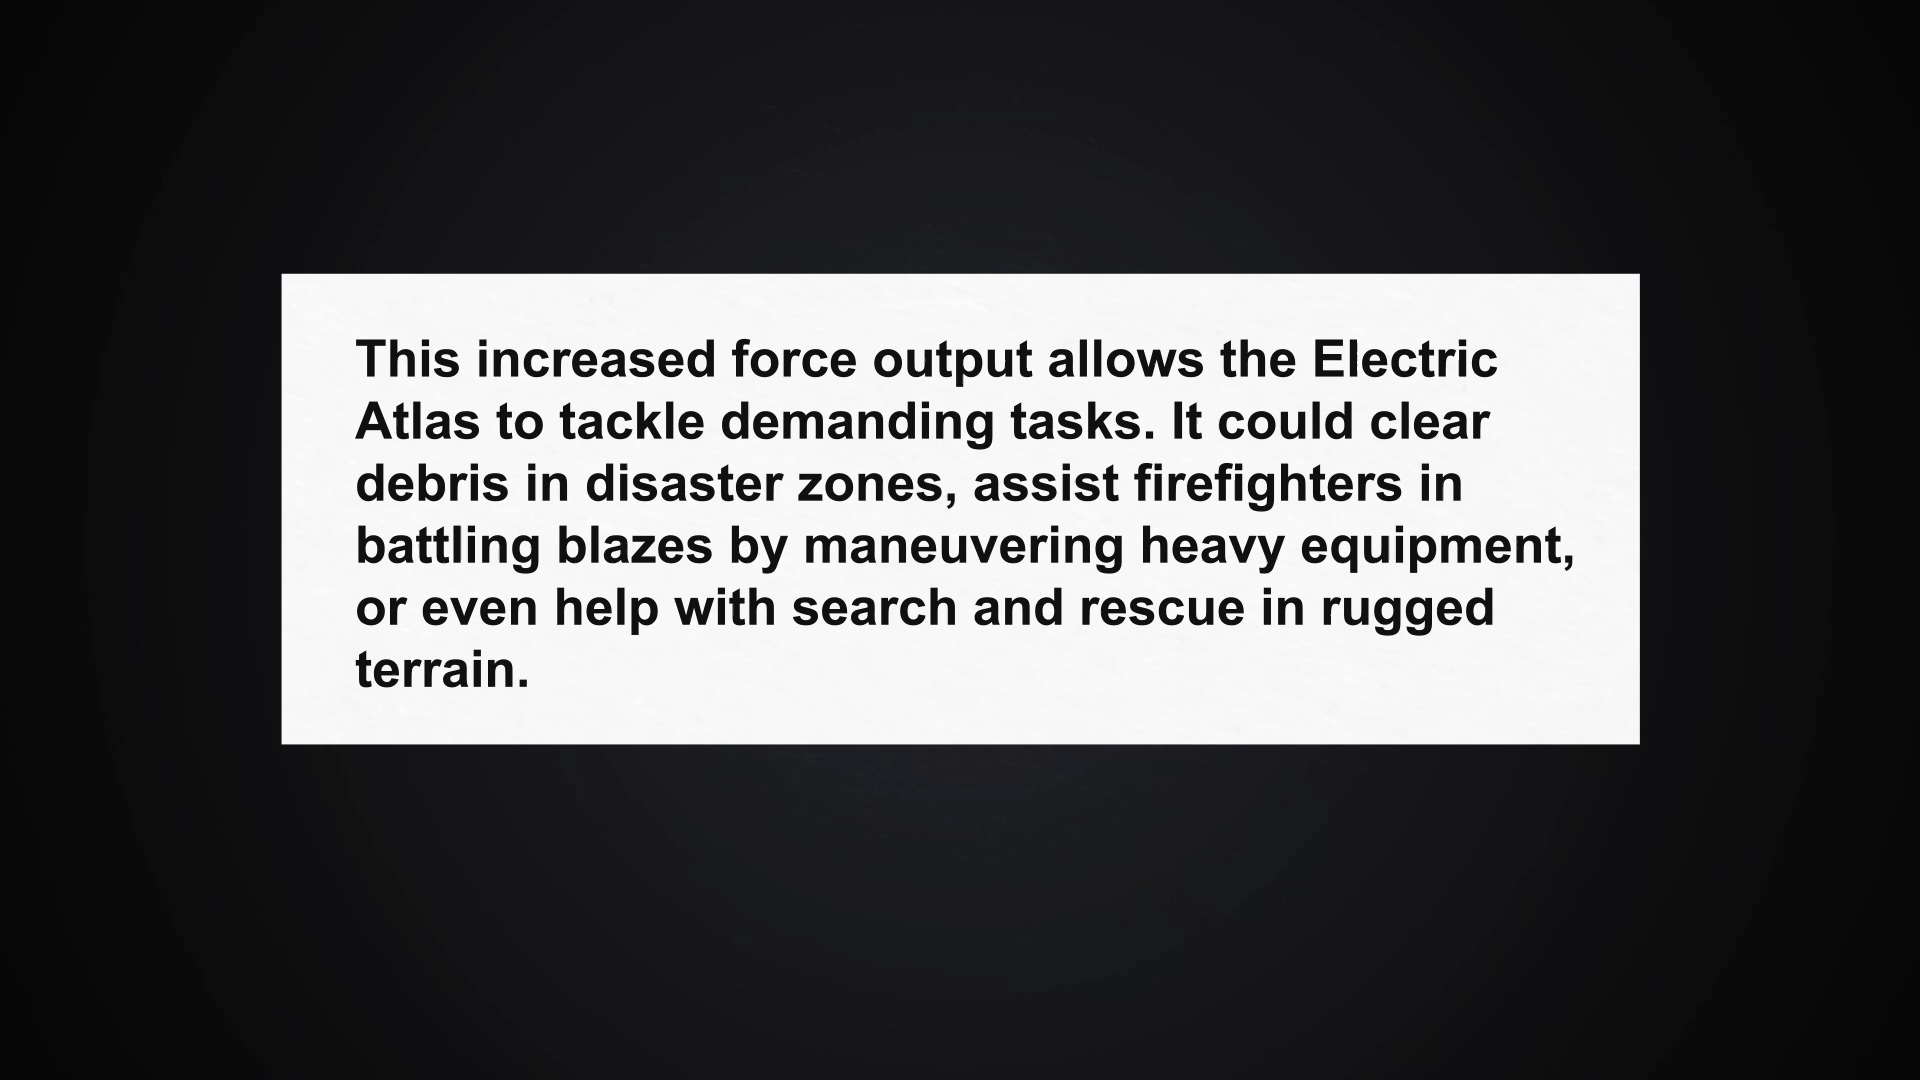 This increased force output allows the Electric
Atlas to tackle demanding tasks. It could clear
debris in disaster zones, assist firefighters in
battling blazes by maneuvering heavy equipment,
or even help with search and rescue in rugged
terrain.